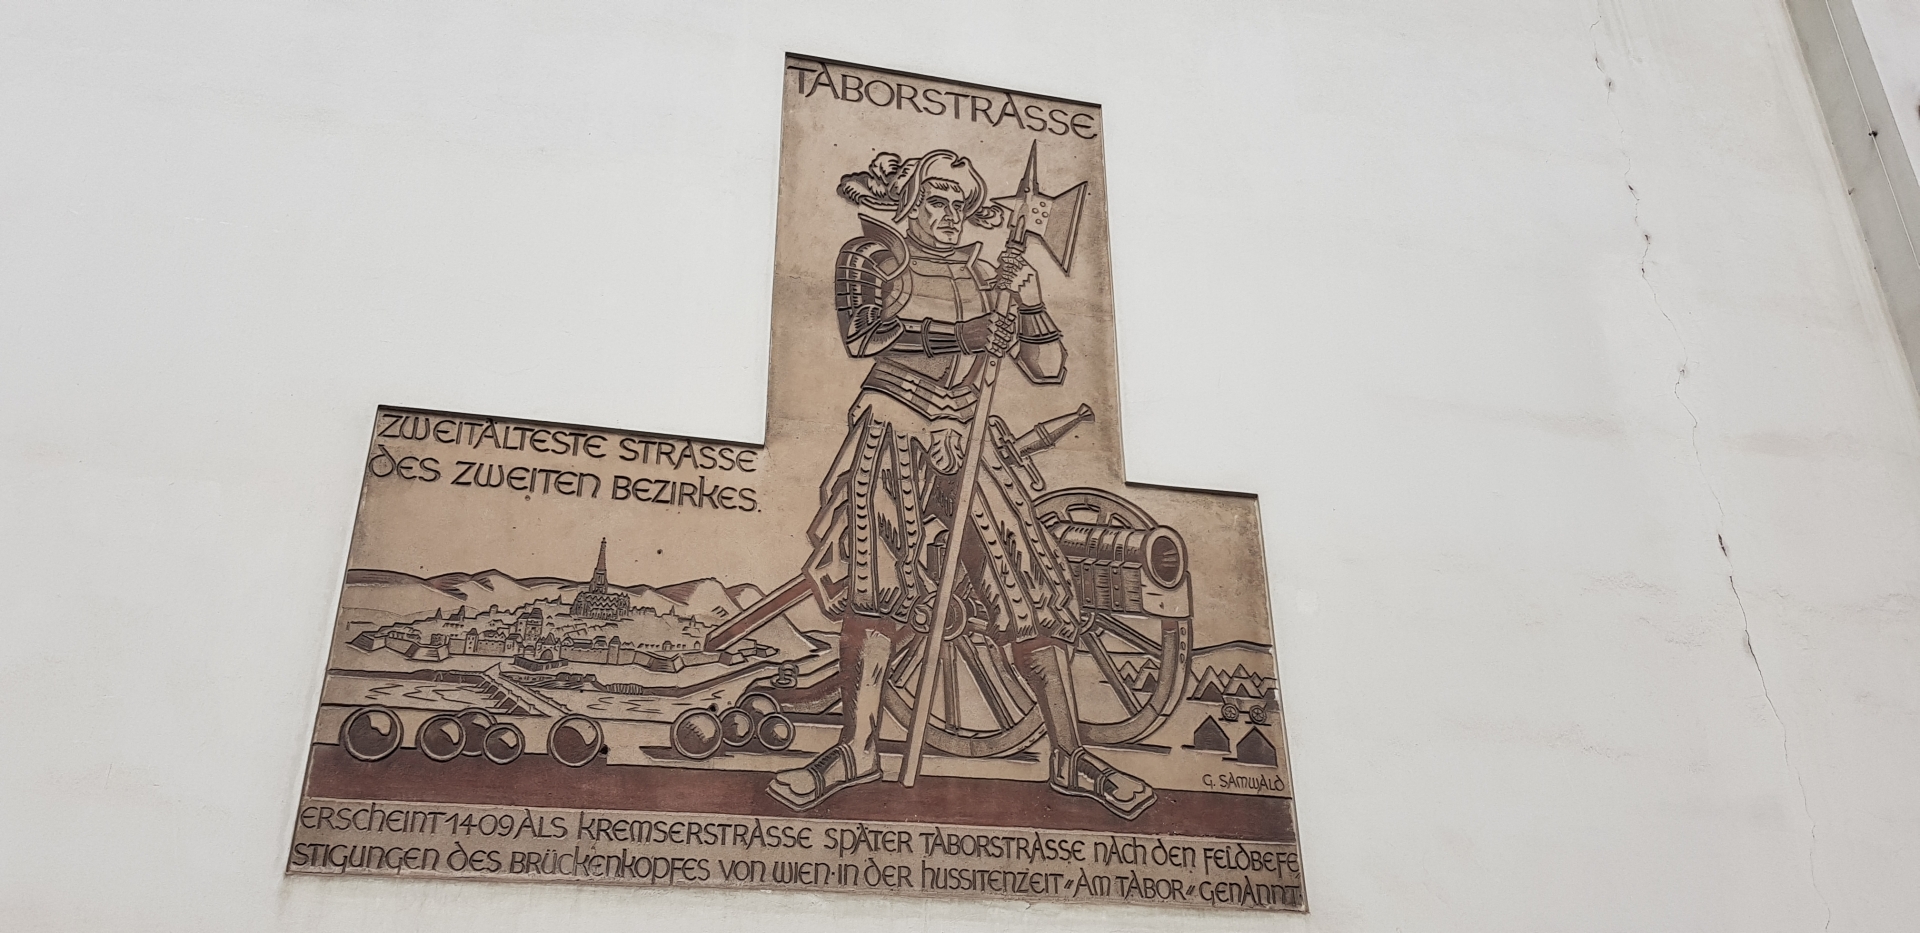 TABORSTRASSE
ZWEITÄLTESTE STRASSE
DES ZWEITEN BEZIRKES.
G. SAMWALD
ERSCHEINT 1409 ALS KREMSERSTRASSE SPÄTER TABORSTRASSE NACH DEN FELDBEFE
STIGUNGEN DES BRÜCKENKOPFES VON WIEN·IN DER HUSSITENZEIT "AM TABOR" GENANNT